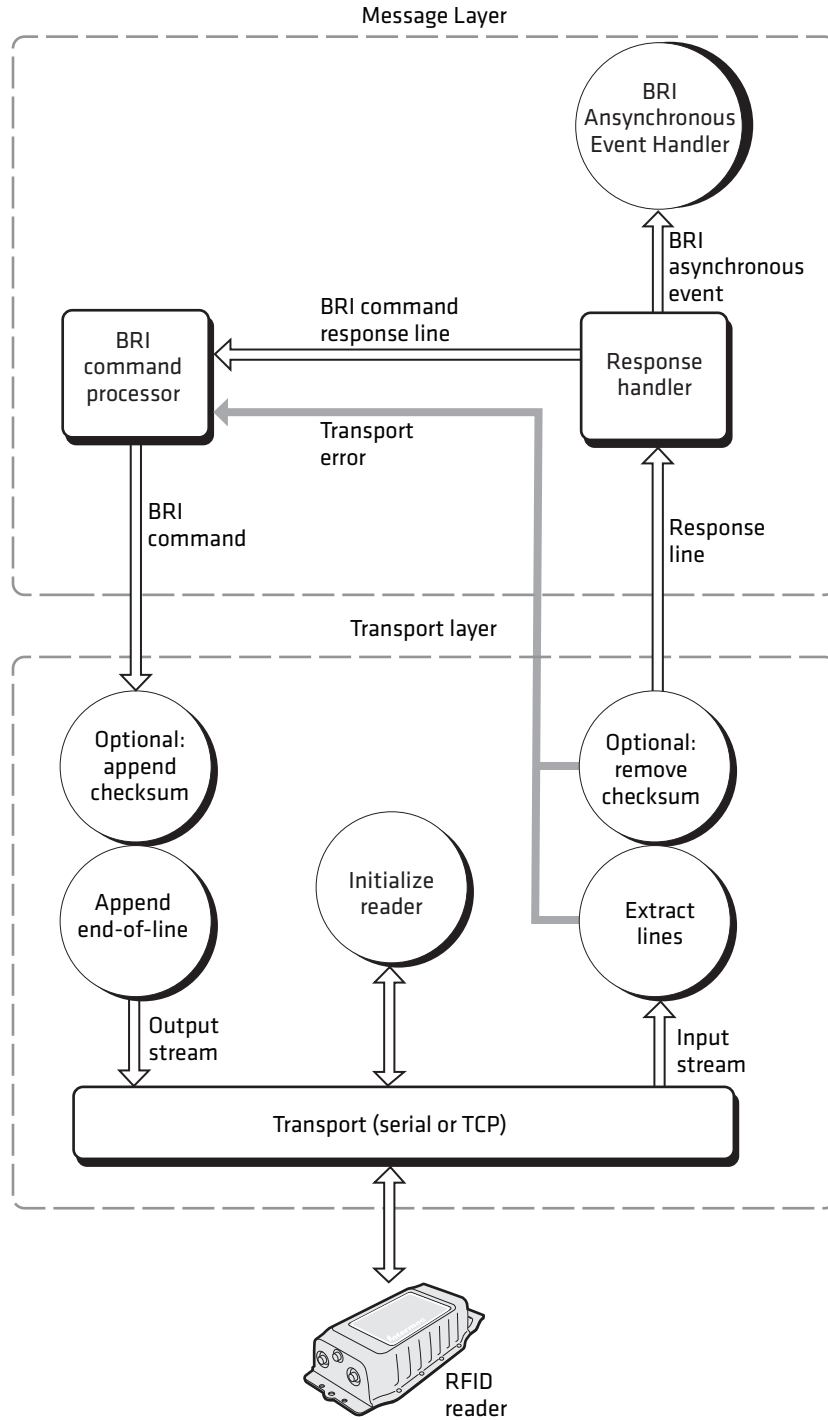 Message Layer
BRI
Ansynchronous
Event Handler
BRI
asynchronous
event
BRI command
response line
BRI
command
processor
Response
handler
Transport
error
BRI
command
Response
line
Transport layer
Optional:
append
checksum
Optional:
remove
checksum
Initialize
reader
Append
end-of-line
Extract
lines
Output
stream
Input
stream
Transport (serial or TCP)
Intermec
RFID
reader